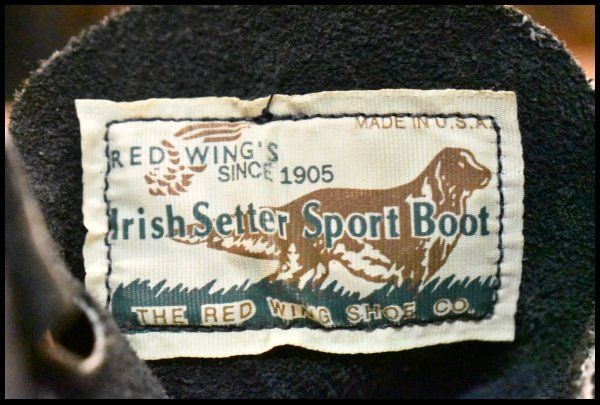 MADE IN U.S.A.
RED WING'S
SINCE 1905
Irish Setter Sport Boot
THE RED WING SHOE CO.